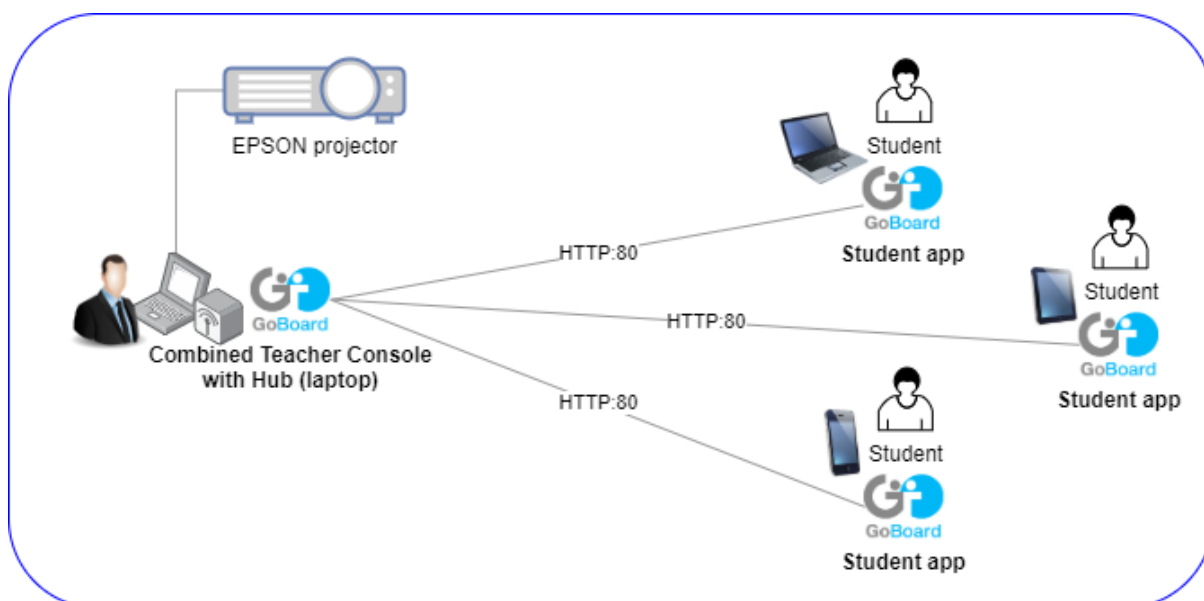 EPSON projector
GoBoard
Combined Teacher Console
with Hub (laptop)
HTTP:80
HTTP:80
HTTP:80
Student
GoBoard
Student app
Student
GoBoard
Student app
Student
GoBoard
Student app